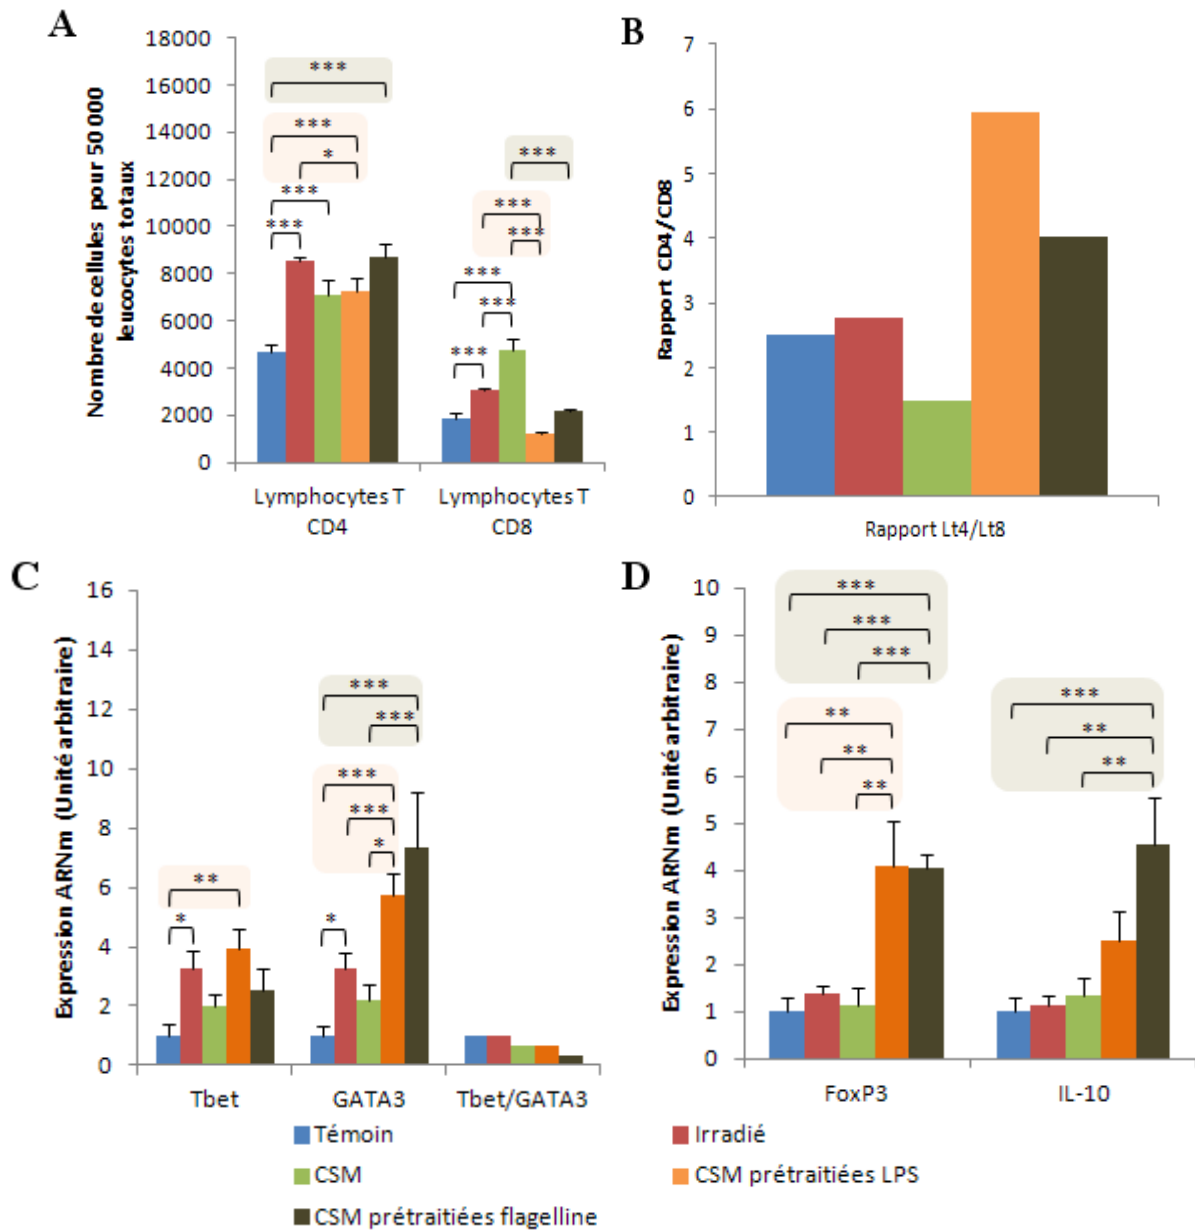 A
18000
16000
14000
12000
10000
8000
6000
4000
2000
0
Nombre de cellules pour 50 000
leucocytes totaux
***
***
*
***
***
***
***
***
***
***
***
Lymphocytes T
CD4
Lymphocytes T
CD8
B
7
6
5
4
3
2
1
0
Rapport CD4/CD8
Rapport Lt4/Lt8
C
16
14
12
10
8
6
4
2
0
Expression ARNm (Unité arbitraire)
**
*
***
***
***
***
*
*
Tbet
GATA3
Tbet/GATA3
D
10
9
8
7
6
5
4
3
2
1
0
Expression ARNm (Unité arbitraire)
***
***
***
**
**
**
***
**
**
FoxP3
IL-10
Témoin
Irradié
CSM
CSM prétraitiées LPS
CSM prétraitiées flagelline